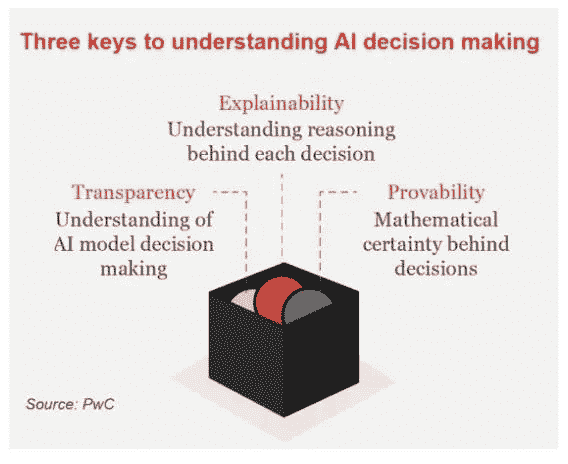 Three keys to understanding AI decision making
Explainability
Understanding reasoning
behind each decision
Transparency
Understanding of
AI model decision
making
Provability
Mathematical
certainty behind
decisions
Source: PwC